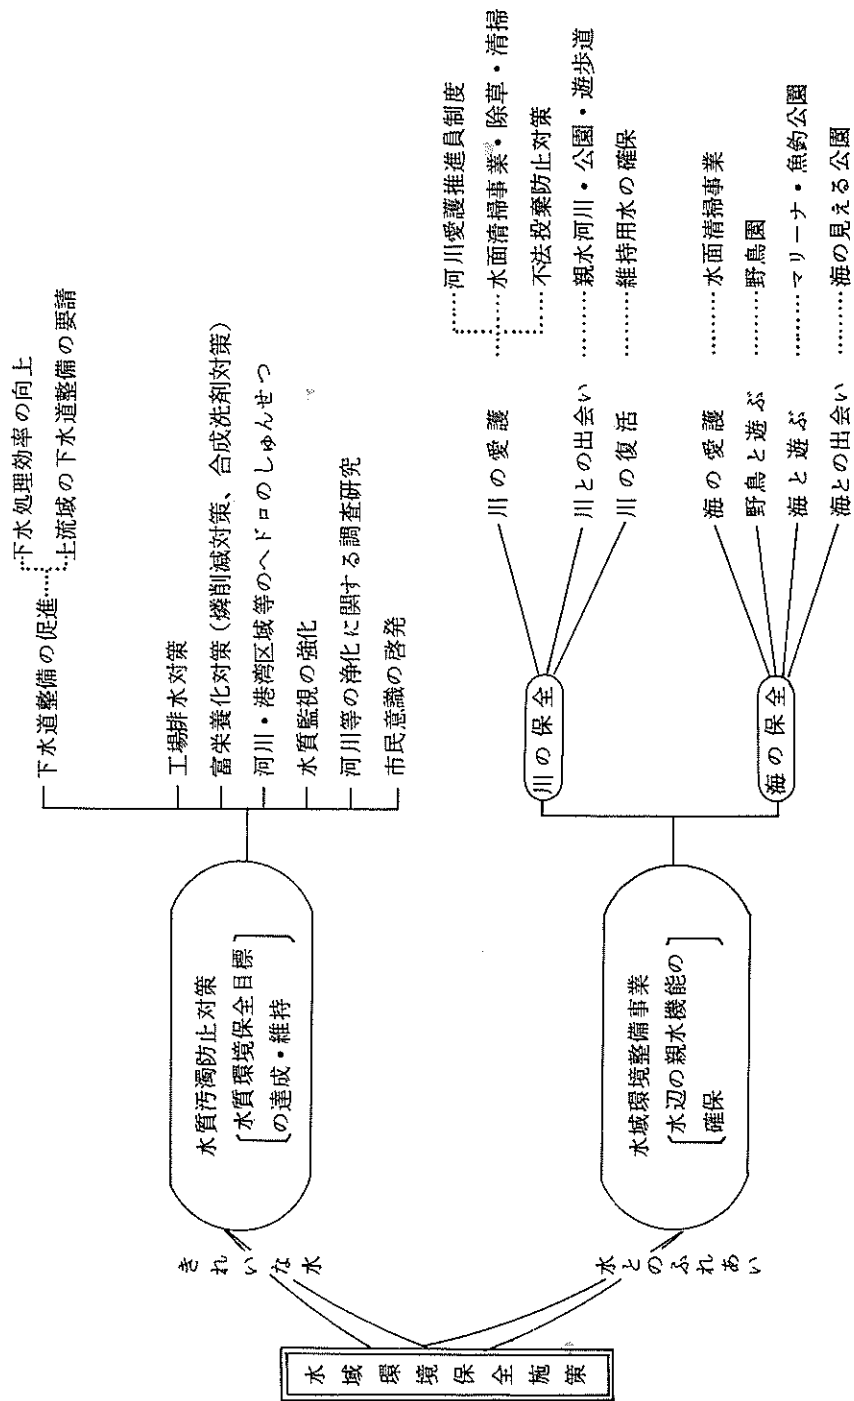 水域環境保全施策
きれいな水
水質汚濁防止対策
水質環境保全目標
の達成・維持
下水道整備の促進
下水処理効率の向上
上流域の下水道整備の要請
工場排水対策
富栄養化対策(燐削減対策、合成洗剤対策)
河川・港湾区域等のヘドロのしゅんせつ
水質監視の強化
河川等の浄化に関する調査研究
市民意識の啓発
水とのふれあい
水域環境整備事業
水辺の親水機能の
確保
川の保全
川の愛護
河川愛護推進員制度
水面清掃事業・除草・清掃
不法投棄防止対策
川との出会い
親水河川・公園・遊歩道
川の復活
維持用水の確保
海の保全
海の愛護
水面清掃事業
野鳥と遊ぶ
野鳥園
海と遊ぶ
マリーナ・魚釣公園
海との出会い
海の見える公園